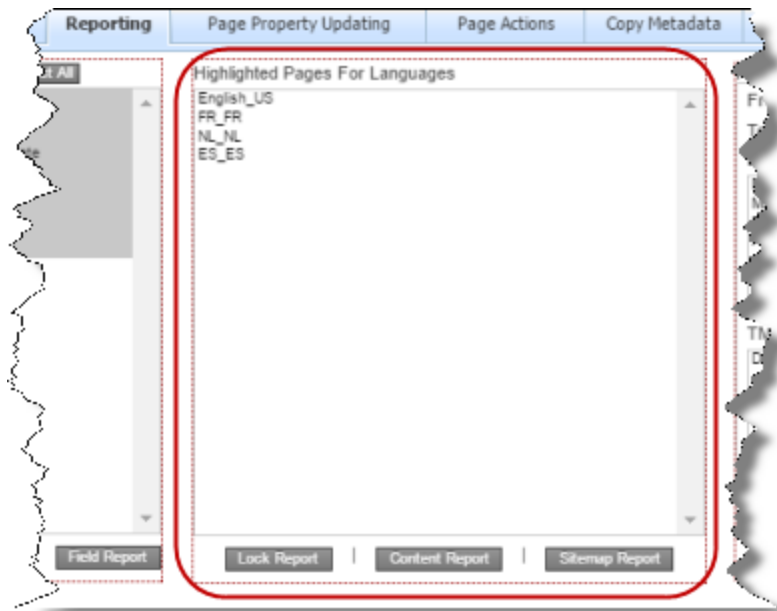 Reporting
Page Property Updating
Page Actions
Copy Metadata
All
Highlighted Pages For Languages
English_US
FR_FR
NL_NL
ES_ES
Field Report
Lock Report | Content Report | Sitemap Report